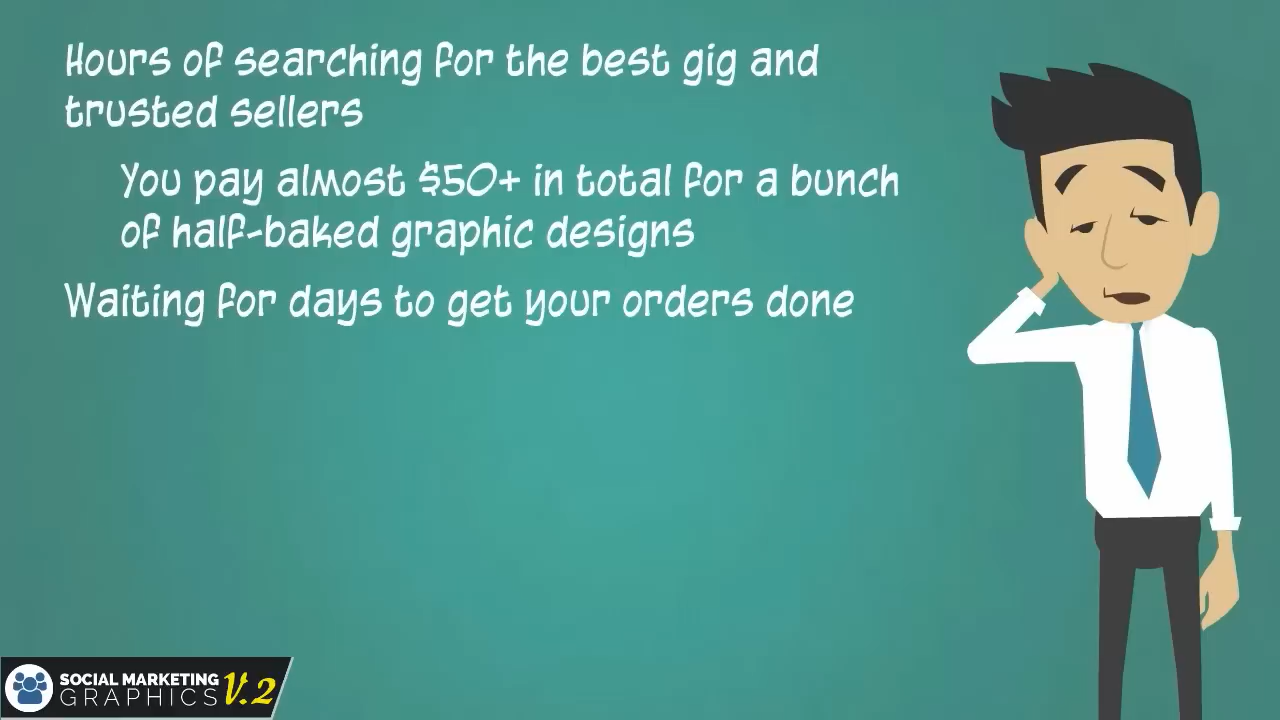 Hours of searching for the best gig and
trusted sellers
You pay almost $50+ in total for a bunch
of half-baked graphic designs
Waiting for days to get your orders done
SOCIAL MARKETING
GRAPHICS V.2